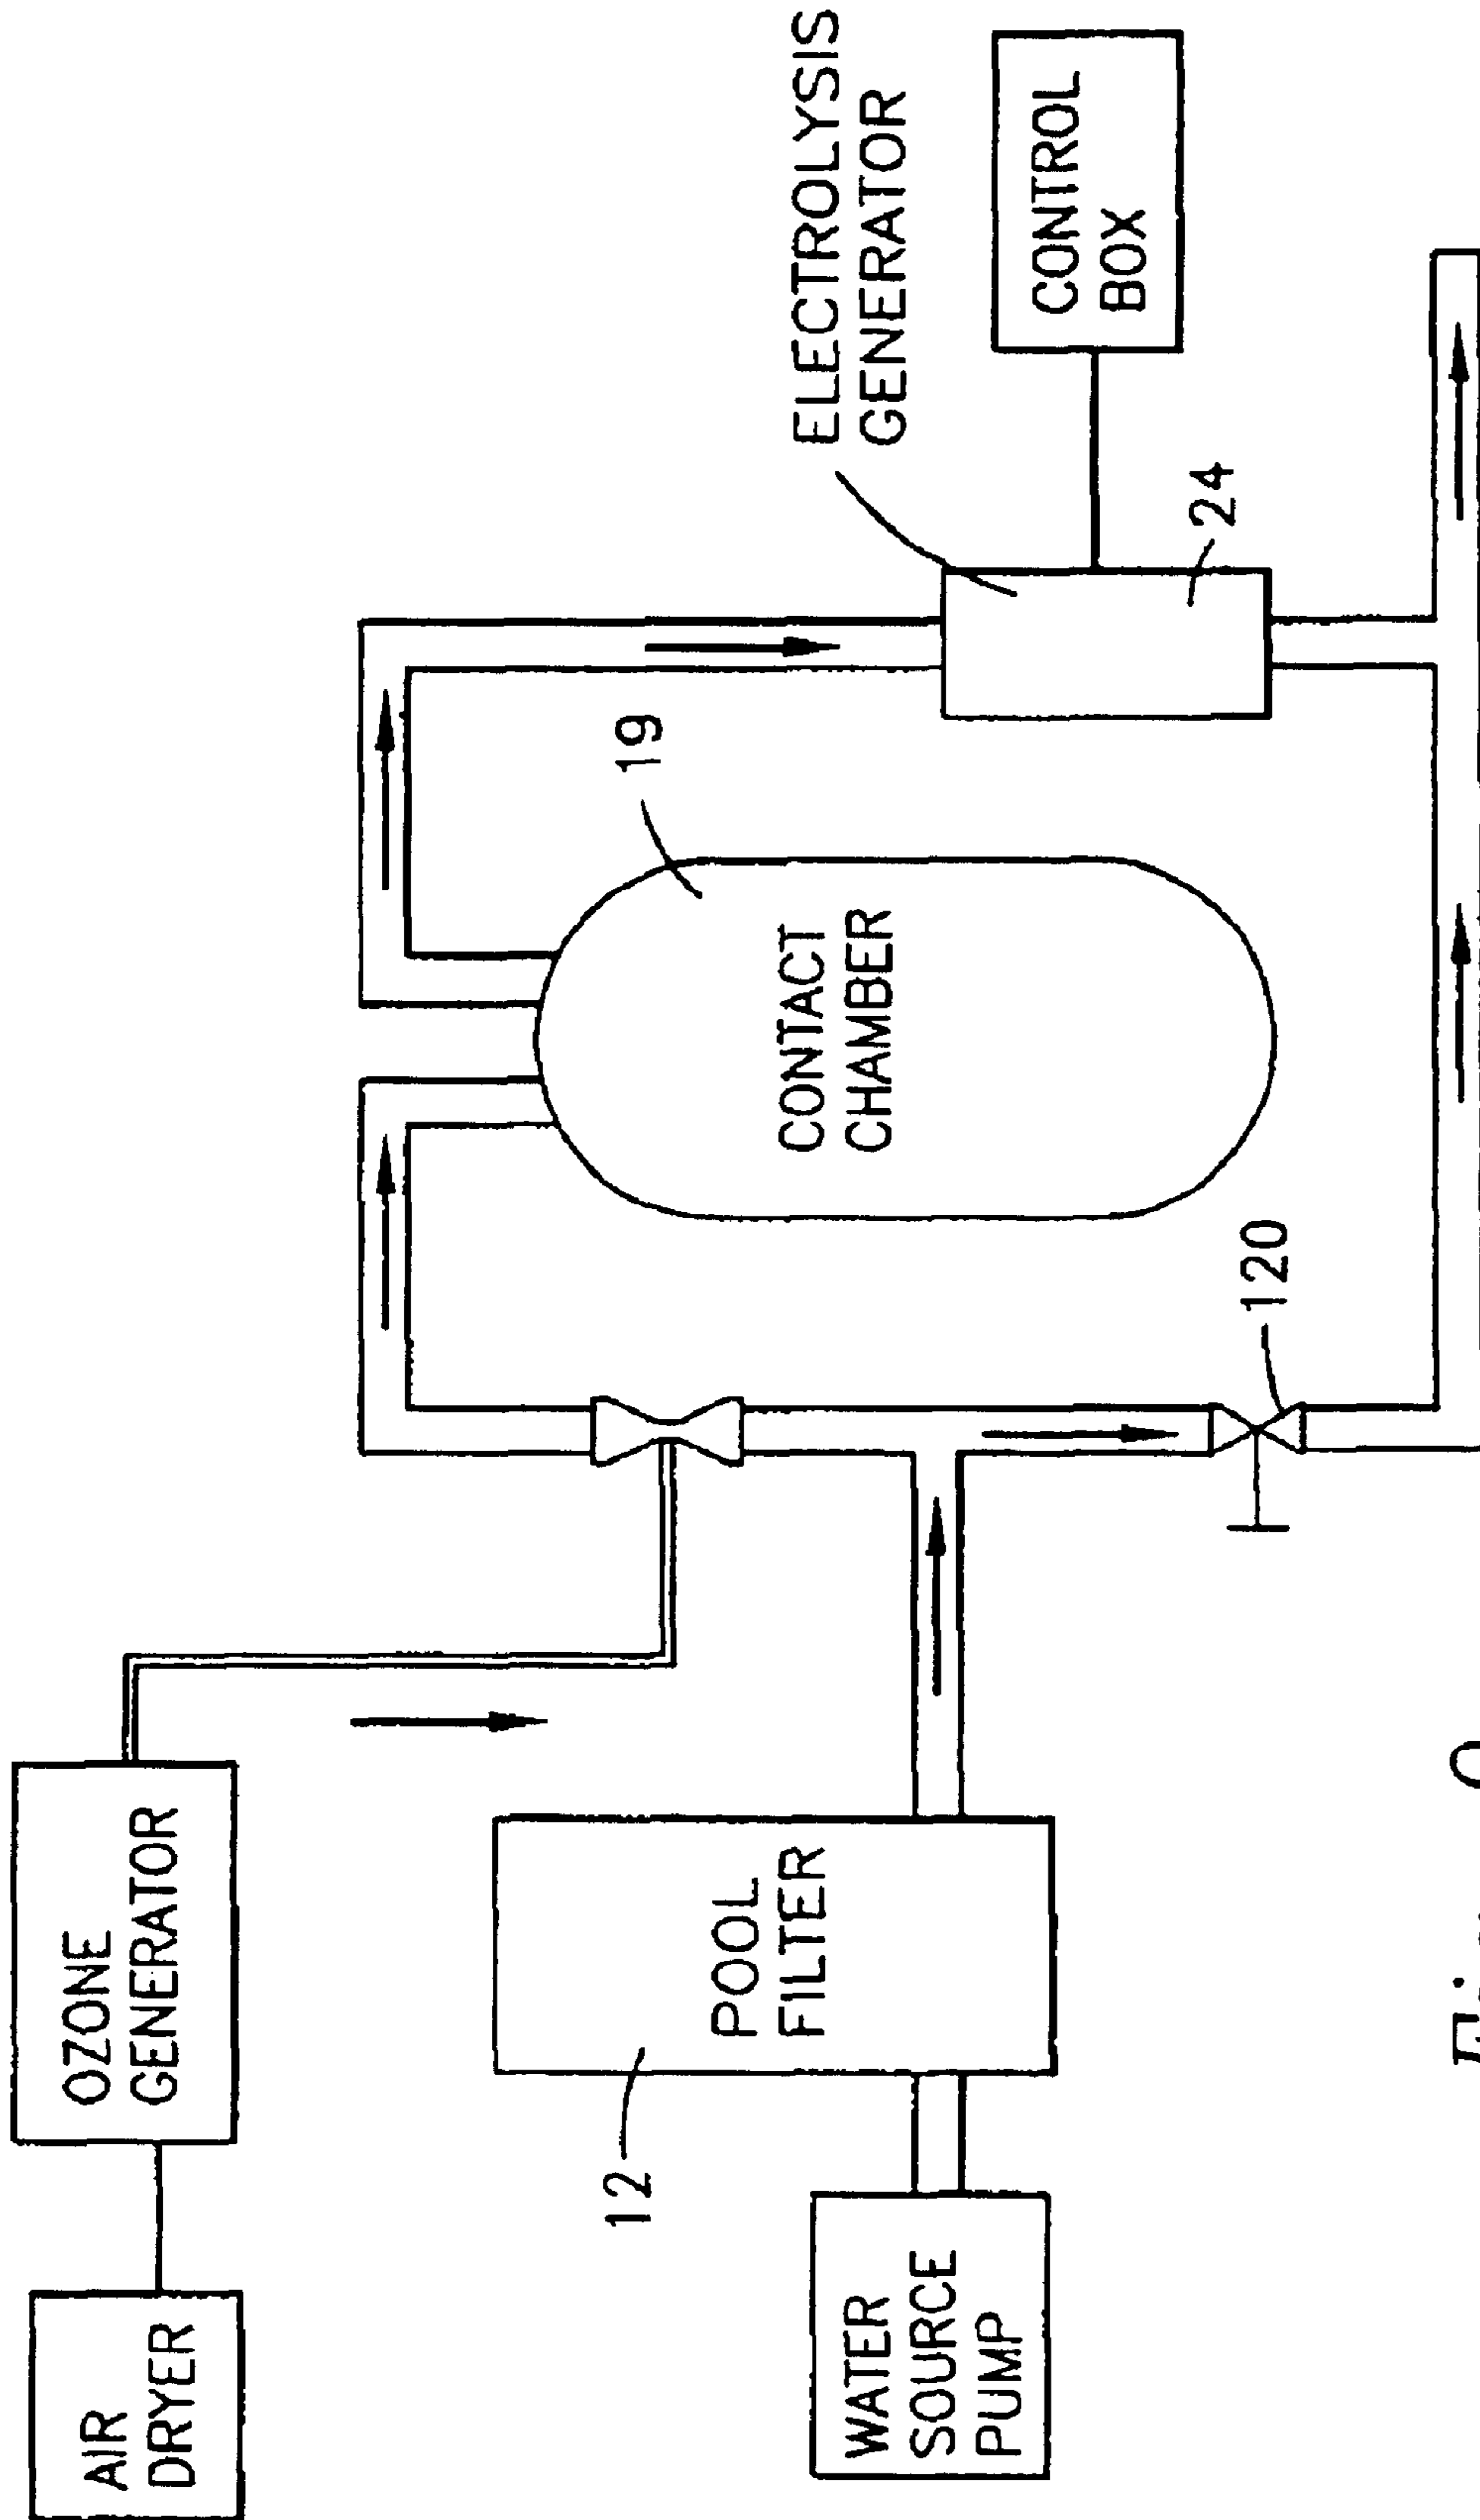 AIR
DRYER
OZONE
GENERATOR
12
POOL
FILTER
WATER
SOURCE
PUMP
19
CONTACT
CHAMBER
120
ELECTROLYSIS
GENERATOR
24
CONTROL
BOX